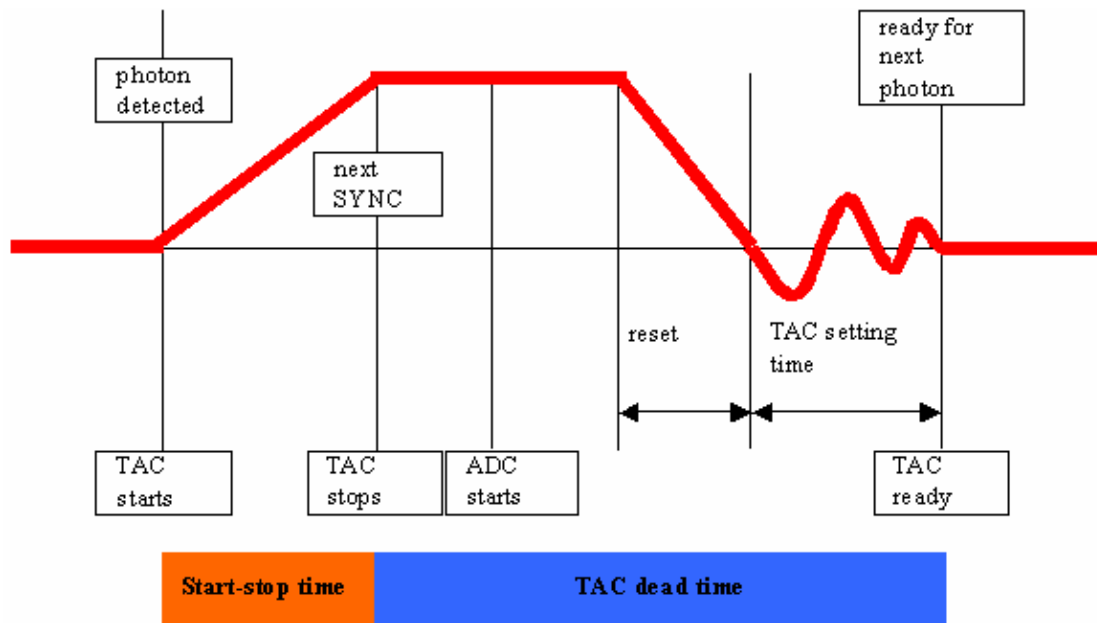 photon
detected
ready for
next
photon
next
SYNC
reset
TAC setting
time
TAC
starts
TAC
stops
ADC
starts
TAC
ready
Start-stop time
TAC dead time